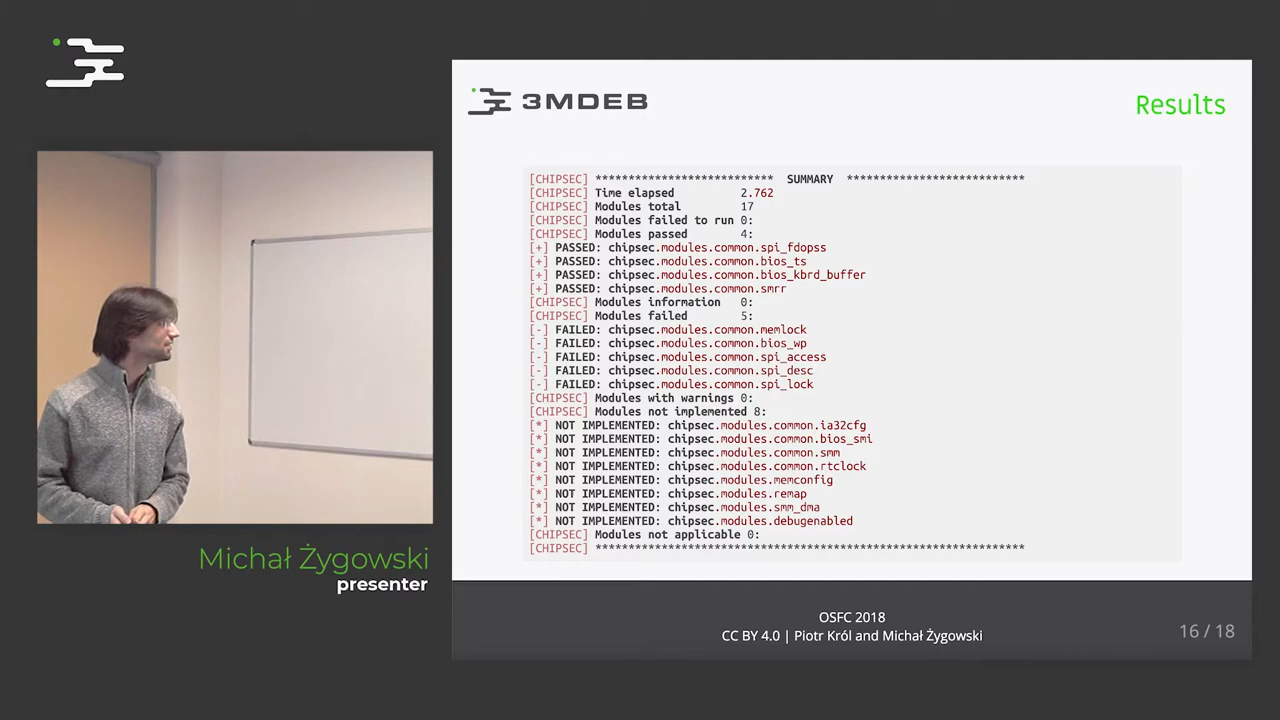 3MDEB
Results
[CHIPSEC] *************************** SUMMARY ***************************
[CHIPSEC] Time elapsed 2.762
[CHIPSEC] Modules total 17
[CHIPSEC] Modules failed to run 0:
[CHIPSEC] Modules passed 4:
[+] PASSED: chipsec.modules.common.spi_fdopss
[+] PASSED: chipsec.modules.common.bios_ts
[+] PASSED: chipsec.modules.common.bios_kbrd_buffer
[+] PASSED: chipsec.modules.common.smrr
[CHIPSEC] Modules information 0:
[CHIPSEC] Modules failed 5:
[-] FAILED: chipsec.modules.common.memlock
[-] FAILED: chipsec.modules.common.bios_wp
[-] FAILED: chipsec.modules.common.spi_access
[-] FAILED: chipsec.modules.common.spi_desc
[-] FAILED: chipsec.modules.common.spi_lock
[CHIPSEC] Modules with warnings 0:
[CHIPSEC] Modules not implemented 8:
[*] NOT IMPLEMENTED: chipsec.modules.common.ia32cfg
[*] NOT IMPLEMENTED: chipsec.modules.common.bios_smi
[*] NOT IMPLEMENTED: chipsec.modules.common.smm
[*] NOT IMPLEMENTED: chipsec.modules.common.rtclock
[*] NOT IMPLEMENTED: chipsec.modules.memconfig
[*] NOT IMPLEMENTED: chipsec.modules.remap
[*] NOT IMPLEMENTED: chipsec.modules.smm_dma
[*] NOT IMPLEMENTED: chipsec.modules.debugenabled
[CHIPSEC] Modules not applicable 0:
[CHIPSEC] *****************************************************************
Michał Żygowski
presenter
OSFC 2018
CC BY 4.0 | Piotr Król and Michał Żygowski
16 / 18